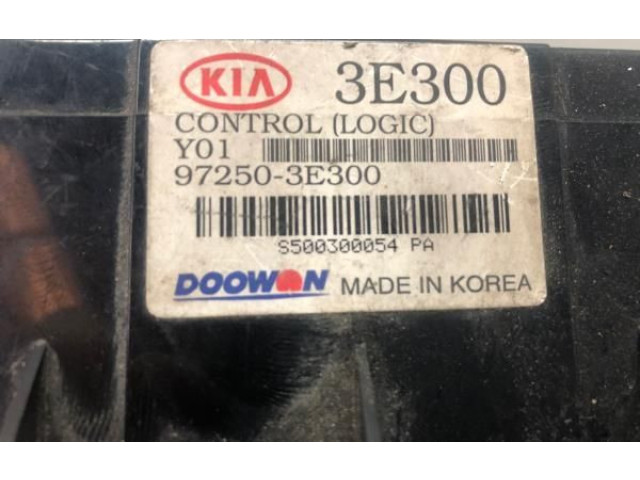 KIA 3E300
CONTROL (LOGIC)
Y01
97250-3E300
S500300054 PA
DOOWON MADE IN KOREA